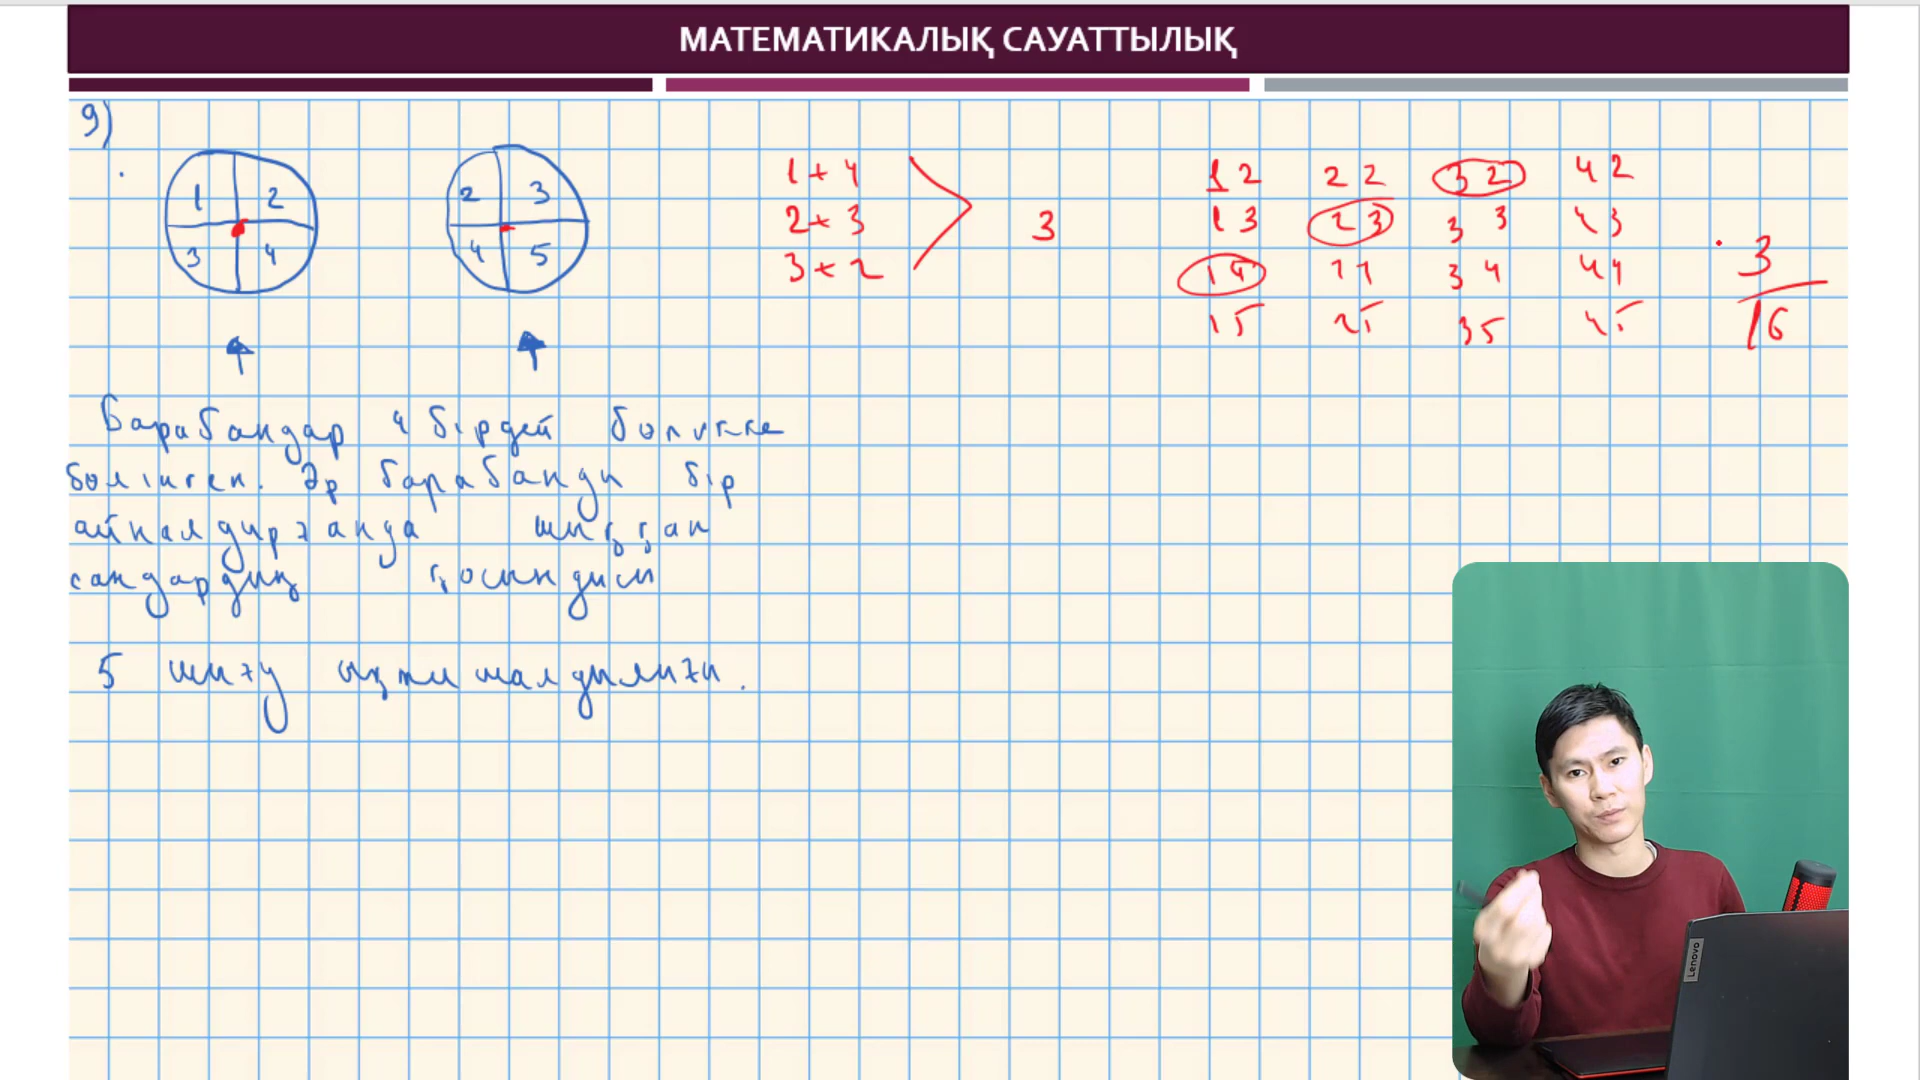 МАТЕМАТИКАЛЫҚ САУАТТЫЛЫҚ
9)
1 2
3 4
2 3
4 5
1 + 4
2 + 3
3 + 2
3
1 2 2 2 3 2 4 2
1 3 2 3 3 3 4 3
1 4 2 4 3 4 4 4
1 5 2 5 3 5 4 5
3
16
Барабандар 4 бірдей бөлікке
бөлінген. Әр барабанды бір
айналдырғанда шыққан
сандардың қосындысы
5 шығу ықтималдылығы.
Lenovo